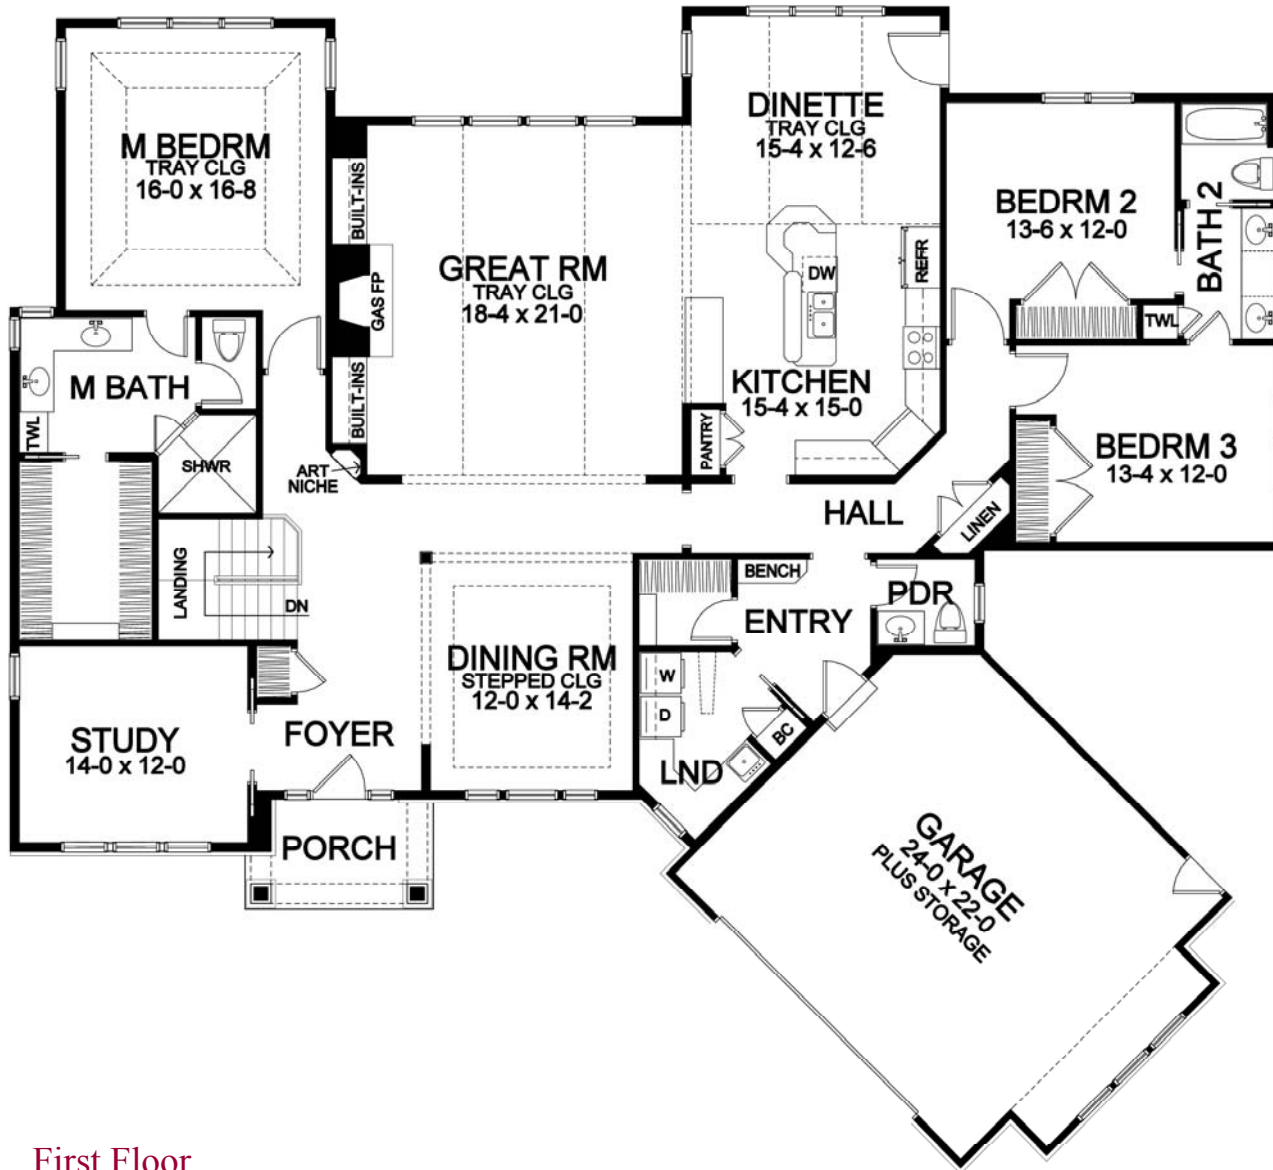 M BEDRM
TRAY CLG
16-0 x 16-8
BUILT-INS
GAS FP
BUILT-INS
GREAT RM
TRAY CLG
18-4 x 21-0
DINETTE
TRAY CLG
15-4 x 12-6
DW
REFR
KITCHEN
15-4 x 15-0
PANTRY
BEDRM 2
13-6 x 12-0
BATH 2
TWL
BEDRM 3
13-4 x 12-0
M BATH
TWL
SHWR
ART
NICHE
HALL
LINEN
LANDING
DN
BENCH
ENTRY
PDR
DINING RM
STEPPED CLG
12-0 x 14-2
W
D
BC
LND
STUDY
14-0 x 12-0
FOYER
PORCH
GARAGE
24-0 x 22-0
PLUS STORAGE
First Floor